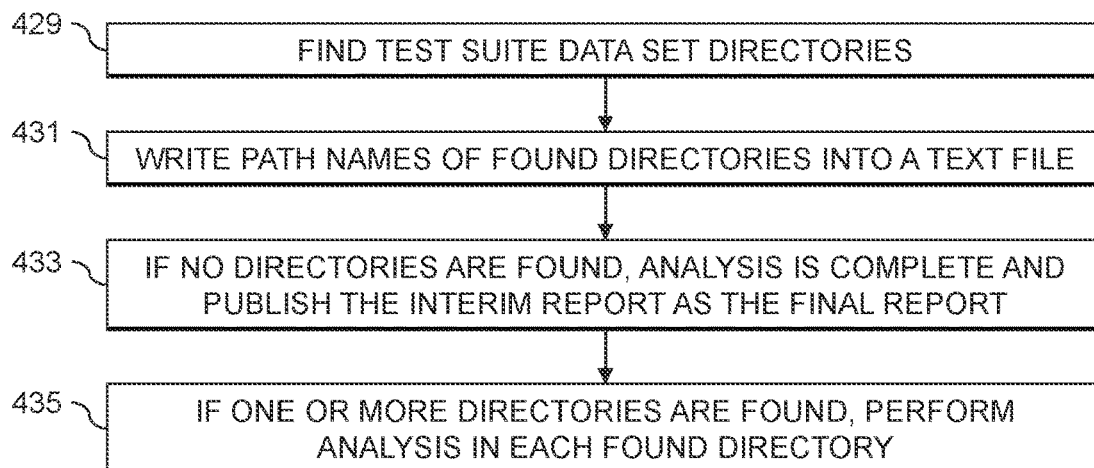 429
FIND TEST SUITE DATA SET DIRECTORIES
431
WRITE PATH NAMES OF FOUND DIRECTORIES INTO A TEXT FILE
433
IF NO DIRECTORIES ARE FOUND, ANALYSIS IS COMPLETE AND
PUBLISH THE INTERIM REPORT AS THE FINAL REPORT
435
IF ONE OR MORE DIRECTORIES ARE FOUND, PERFORM
ANALYSIS IN EACH FOUND DIRECTORY